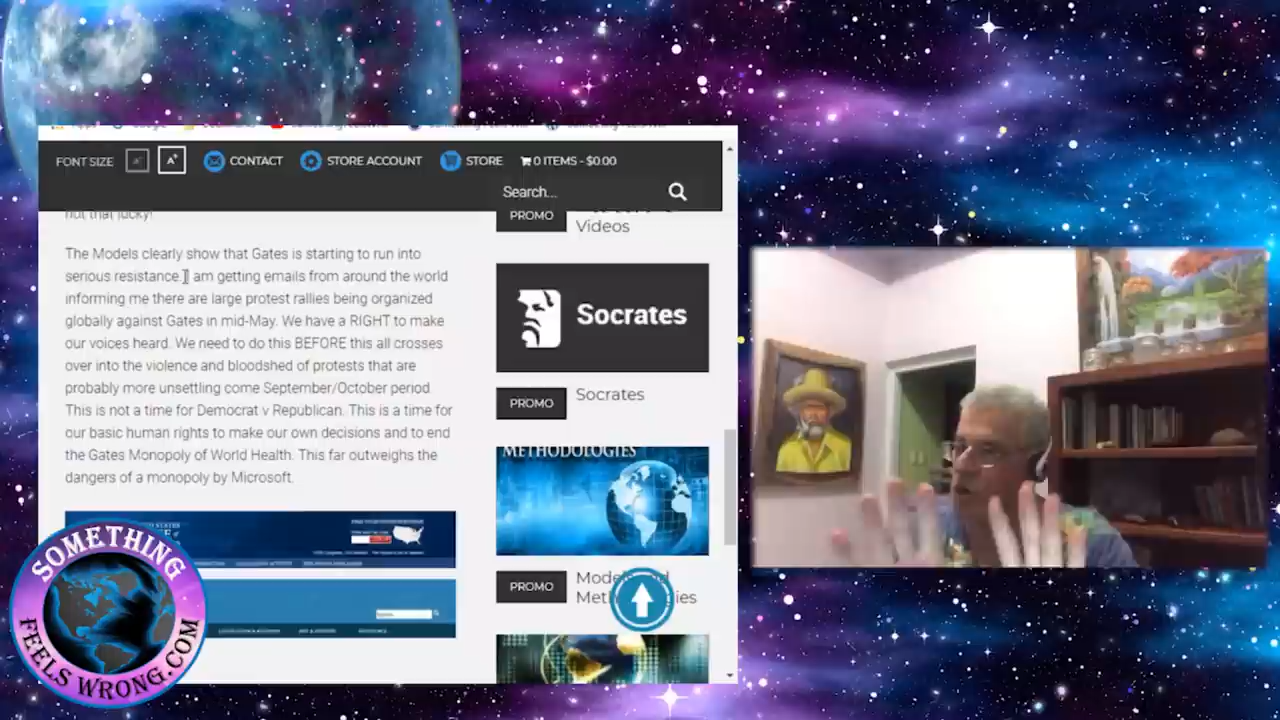 FONT SIZE
CONTACT
STORE ACCOUNT
STORE
0 ITEMS - $0.00
Search...
not that lucky!
The Models clearly show that Gates is starting to run into
serious resistance. I am getting emails from around the world
informing me there are large protest rallies being organized
globally against Gates in mid-May. We have a RIGHT to make
our voices heard. We need to do this BEFORE this all crosses
over into the violence and bloodshed of protests that are
probably more unsettling come September/October period.
This is not a time for Democrat v Republican. This is a time for
our basic human rights to make our own decisions and to end
the Gates Monopoly of World Health. This far outweighs the
dangers of a monopoly by Microsoft.
PROMO
Videos
Socrates
PROMO
Socrates
METHODOLOGIES
PROMO
SOMETHING
FEELS WRONG.COM